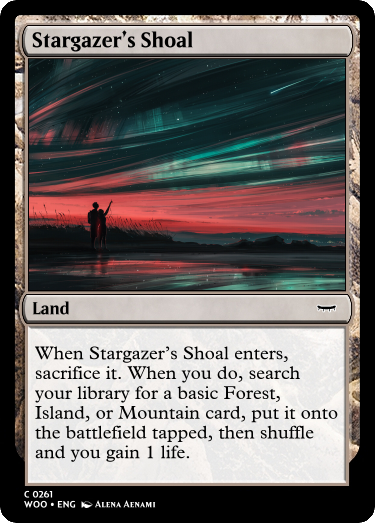 Stargazer's Shoal
Land
When Stargazer's Shoal enters,
sacrifice it. When you do, search
your library for a basic Forest,
Island, or Mountain card, put it onto
the battlefield tapped, then shuffle
and you gain 1 life.
C 0261
WOO • ENG Alena Aenami